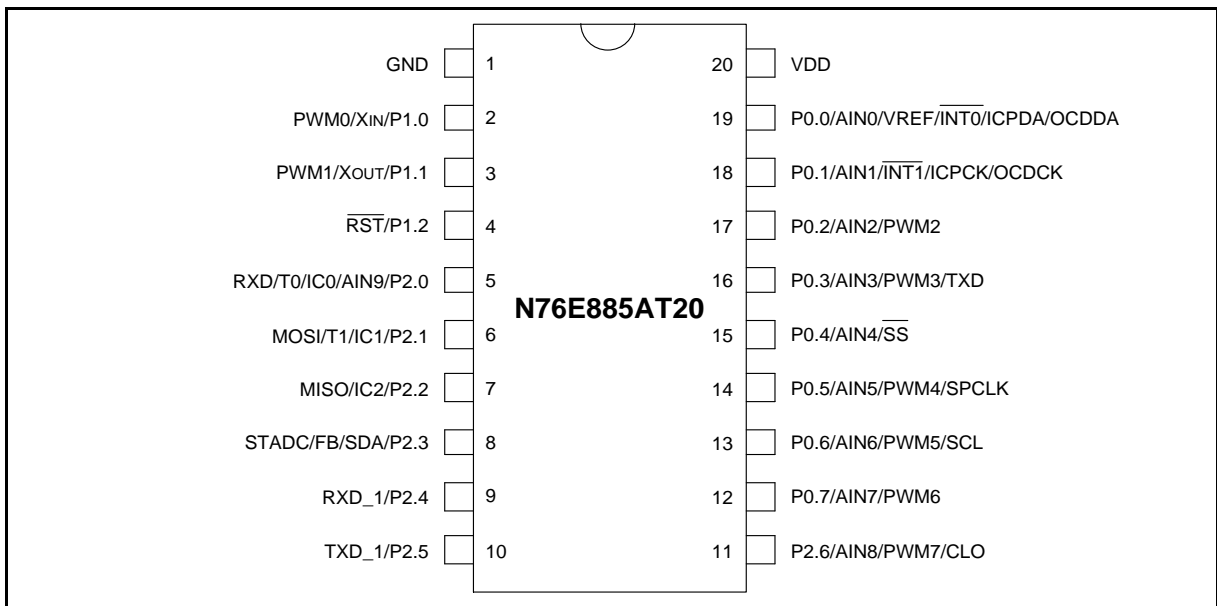 GND 1 20 VDD
PWM0/XIN/P1.0 2 19 P0.0/AIN0/VREF/INT0/ICPDA/OCDDA
PWM1/XOUT/P1.1 3 18 P0.1/AIN1/INT1/ICPCK/OCDCK
RST/P1.2 4 17 P0.2/AIN2/PWM2
RXD/T0/IC0/AIN9/P2.0 5 16 P0.3/AIN3/PWM3/TXD
N76E885AT20
MOSI/T1/IC1/P2.1 6 15 P0.4/AIN4/SS
MISO/IC2/P2.2 7 14 P0.5/AIN5/PWM4/SPCLK
STADC/FB/SDA/P2.3 8 13 P0.6/AIN6/PWM5/SCL
RXD_1/P2.4 9 12 P0.7/AIN7/PWM6
TXD_1/P2.5 10 11 P2.6/AIN8/PWM7/CLO